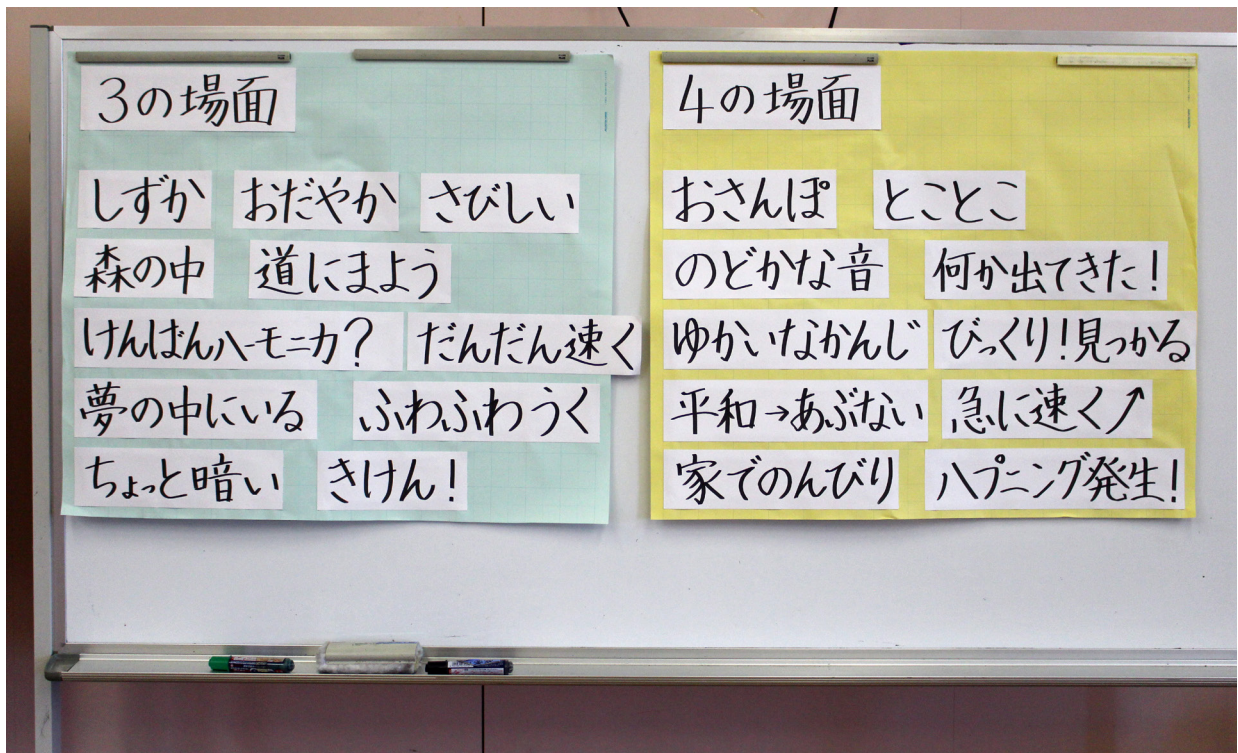 3の場面
しずか おだやか さびしい
森の中 道にまよう
けんばんハーモニカ? だんだん速く
夢の中にいる ふわふわうく
ちょっと暗い きけん!
4の場面
おさんぽ とことこ
のどかな音 何か出てきた!
ゆかいなかんじ びっくり!見つかる
平和→あぶない 急に速く↗
家でのんびり ハプニング発生!